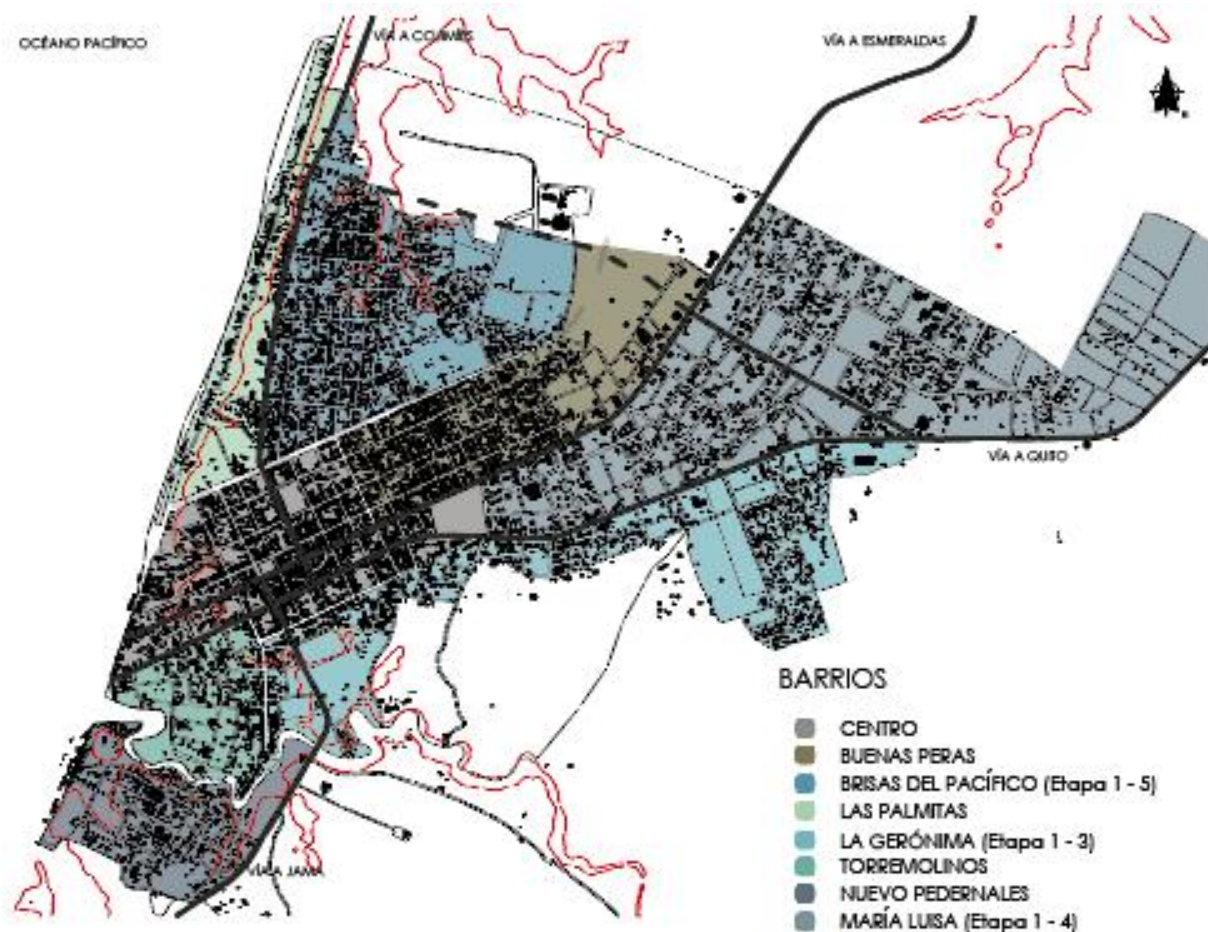 OCÉANO PACÍFICO
VÍA A COJIMÍES
VÍA A ESMERALDAS
VÍA A QUITO
BARRIOS
CENTRO
BUENAS PERAS
BRISAS DEL PACÍFICO (Etapa 1 - 5)
LAS PALMITAS
LA GERÓNIMA (Etapa 1 - 3)
TORREMOLINOS
NUEVO PEDERNALES
MARÍA LUISA (Etapa 1 - 4)
VÍA A JAMA